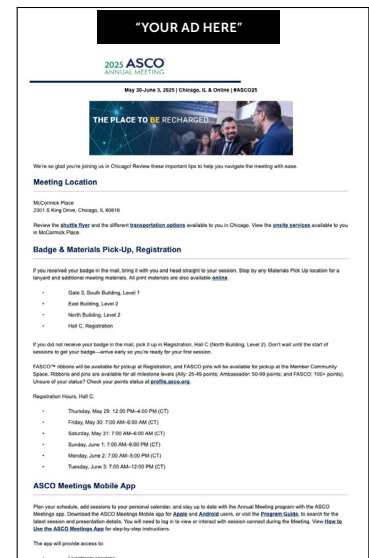 “YOUR AD HERE”
2025 ASCO
ANNUAL MEETING
May 30-June 3, 2025 | Chicago, IL & Online | #ASCO25
THE PLACE TO BE RECHARGED
We're so glad you're joining us in Chicago! Review these important tips to help you navigate the meeting with ease.
Meeting Location
McCormick Place
2301 S King Drive, Chicago, IL 60616
Review the shuttle flyer and the different transportation options available to you in Chicago. View the onsite services available to you
in McCormick Place.
Badge & Materials Pick-Up, Registration
If you received your badge in the mail, bring it with you and head straight to your session. Stop by any Materials Pick Up location for a
lanyard and additional meeting materials. All print materials are also available online.
• Gate 3, South Building, Level 1
• East Building, Level 2
• North Building, Level 2
• Hall C, Registration
If you did not receive your badge in the mail, pick it up in Registration, Hall C (North Building, Level 2). Don't wait until the start of
sessions to get your badge—arrive early so you're ready for your first session.
FASCO™ ribbons will be available for pickup at Registration, and FASCO pins will be available for pickup at the Member Community
Space. Ribbons and pins are available for all milestone levels (Ally: 25-49 points; Ambassador: 50-99 points; and FASCO: 100+ points).
Unsure of your status? Check your points status at profile.asco.org.
Registration Hours, Hall C:
• Thursday, May 29: 12:00 PM–4:00 PM (CT)
• Friday, May 30: 7:00 AM–6:00 AM (CT)
• Saturday, May 31: 7:00 AM–6:00 AM (CT)
• Sunday, June 1: 7:00 AM–6:00 PM (CT)
• Monday, June 2: 7:00 AM–5:00 PM (CT)
• Tuesday, June 3: 7:00 AM–12:00 PM (CT)
ASCO Meetings Mobile App
Plan your schedule, add sessions to your personal calendar, and stay up to date with the Annual Meeting program with the ASCO
Meetings app. Download the ASCO Meetings Mobile app for Apple and Android users, or visit the Program Guide, to search for the
latest session and presentation details. You will need to log in to view or interact with session content during the Meeting. View How to
Use the ASCO Meetings App for step-by-step instructions.
The app will provide access to: